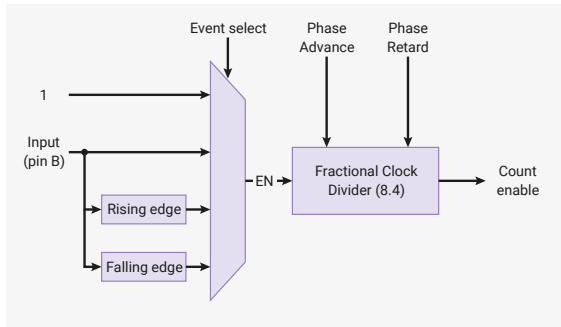 Event select
Phase
Advance
Phase
Retard
1
Input
(pin B)
EN
Fractional Clock
Divider (8.4)
Count
enable
Rising edge
Falling edge